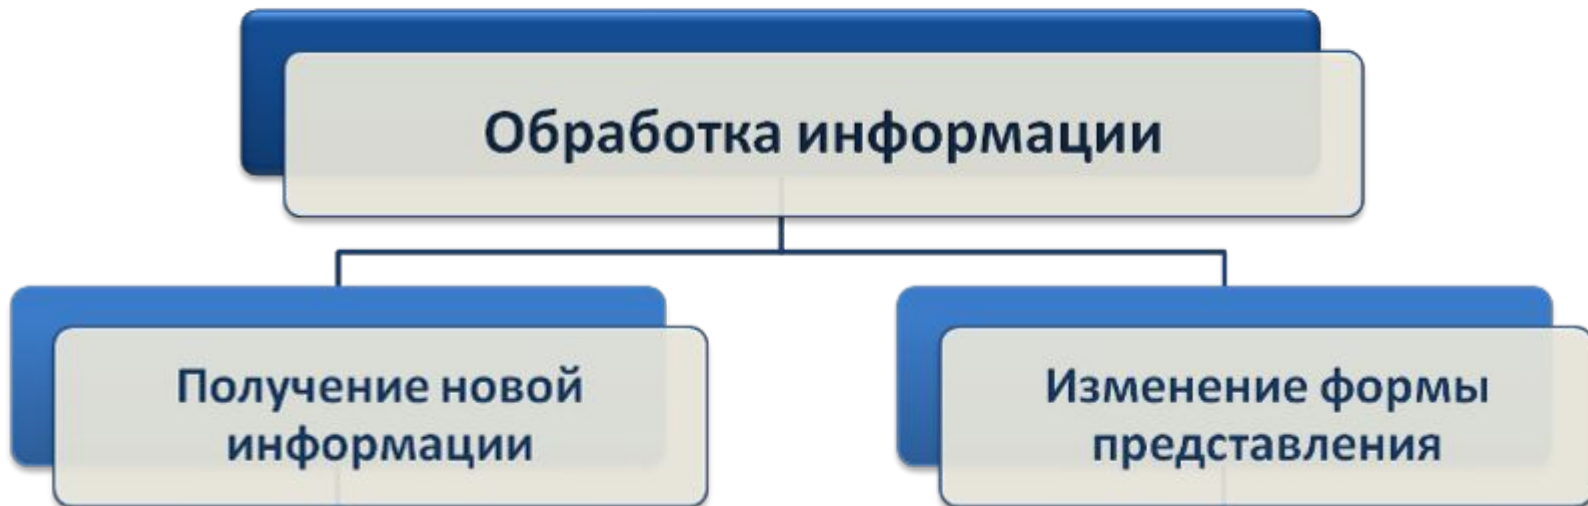 Обработка информации
Получение новой
информации
Изменение формы
представления